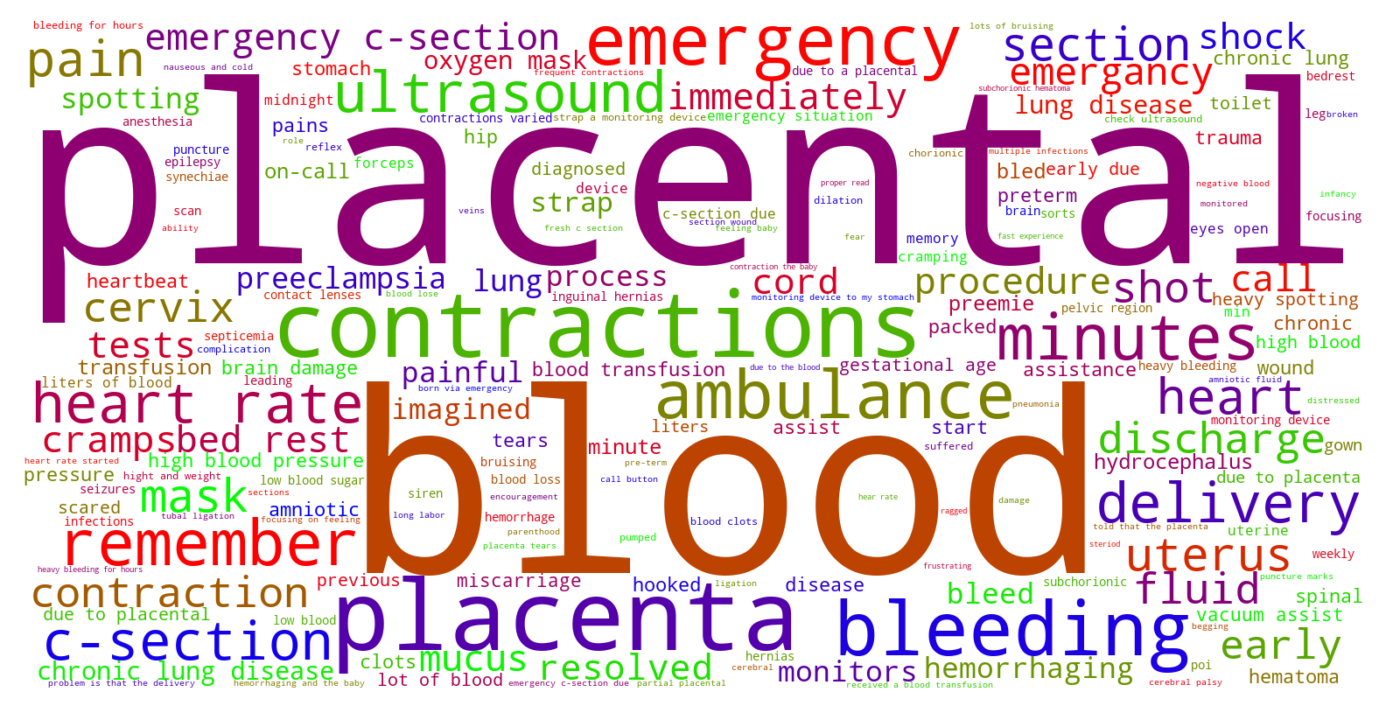 bleeding for hours
lots of bruising
emergency c-section
emergency
section
shock
pain
oxygen mask
nauseous and cold
stomach
frequent contractions
due to a placental
chronic lung
emergancy
bedrest
spotting
midnight
ultrasound
immediately
subchorionic hematoma
lung disease
toilet
anesthesia
pains
contractions varied
strap a monitoring device
emergency situation
check ultrasound
leg
broken
role
reflex
hip
trauma
puncture
epilepsy
synechiae
on-call
forceps
diagnosed
device
proper read
chorionic
multiple infections
bled
early due
placental
strap
dilation
preterm
brain
sorts
negative blood
infancy
monitored
scan
ability
veins
c-section due
section wound
fresh c section
feeling baby
fear
memory
fast experience
eyes open
focusing
cramping
heartbeat
preeclampsia
lung
process
contraction the baby
cord
procedure
shot
call
contact lenses
blood lose
inguinal hernias
monitoring device to my stomach
preemie
pelvic region
heavy spotting
min
cervix
contractions
packed
minutes
chronic
tests
septicemia
complication
high blood
transfusion
brain damage
painful
blood transfusion
due to the blood
gestational age
assistance
heavy bleeding
wound
liters of blood
leading
born via emergency
amniotic fluid
heart rate
imagined
ambulance
pneumonia
heart
distressed
liters
assist
start
monitoring device
cramps
bed rest
tears
minute
suffered
discharge
gown
heart rate started
high blood pressure
bruising
pre-term
hydrocephalus
pressure
hight and weight
low blood sugar
blood loss
call button
due to placenta
seizures
mask
sections
siren
encouragement
hear rate
damage
delivery
scared
amniotic
blood
long labor
hemorrhage
ragged
infections
tubal ligation
focusing on feeling
parenthood
blood clots
told that the placenta
uterine
remember
placenta tears
pumped
steriod
uterus
weekly
heavy bleeding for hours
frustrating
previous
miscarriage
hooked
ligation
disease
subchorionic
fluid
puncture marks
contraction
bleed
spinal
due to placental
low blood
placenta
bleeding
vacuum assist
begging
c-section
early
clots
mucus
resolved
hernias
cerebral
monitors
hemorrhaging
poi
chronic lung disease
lot of blood
hematoma
problem is that the delivery
hemorrhaging and the baby
emergency c-section due
partial placental
received a blood transfusion
cerebral palsy